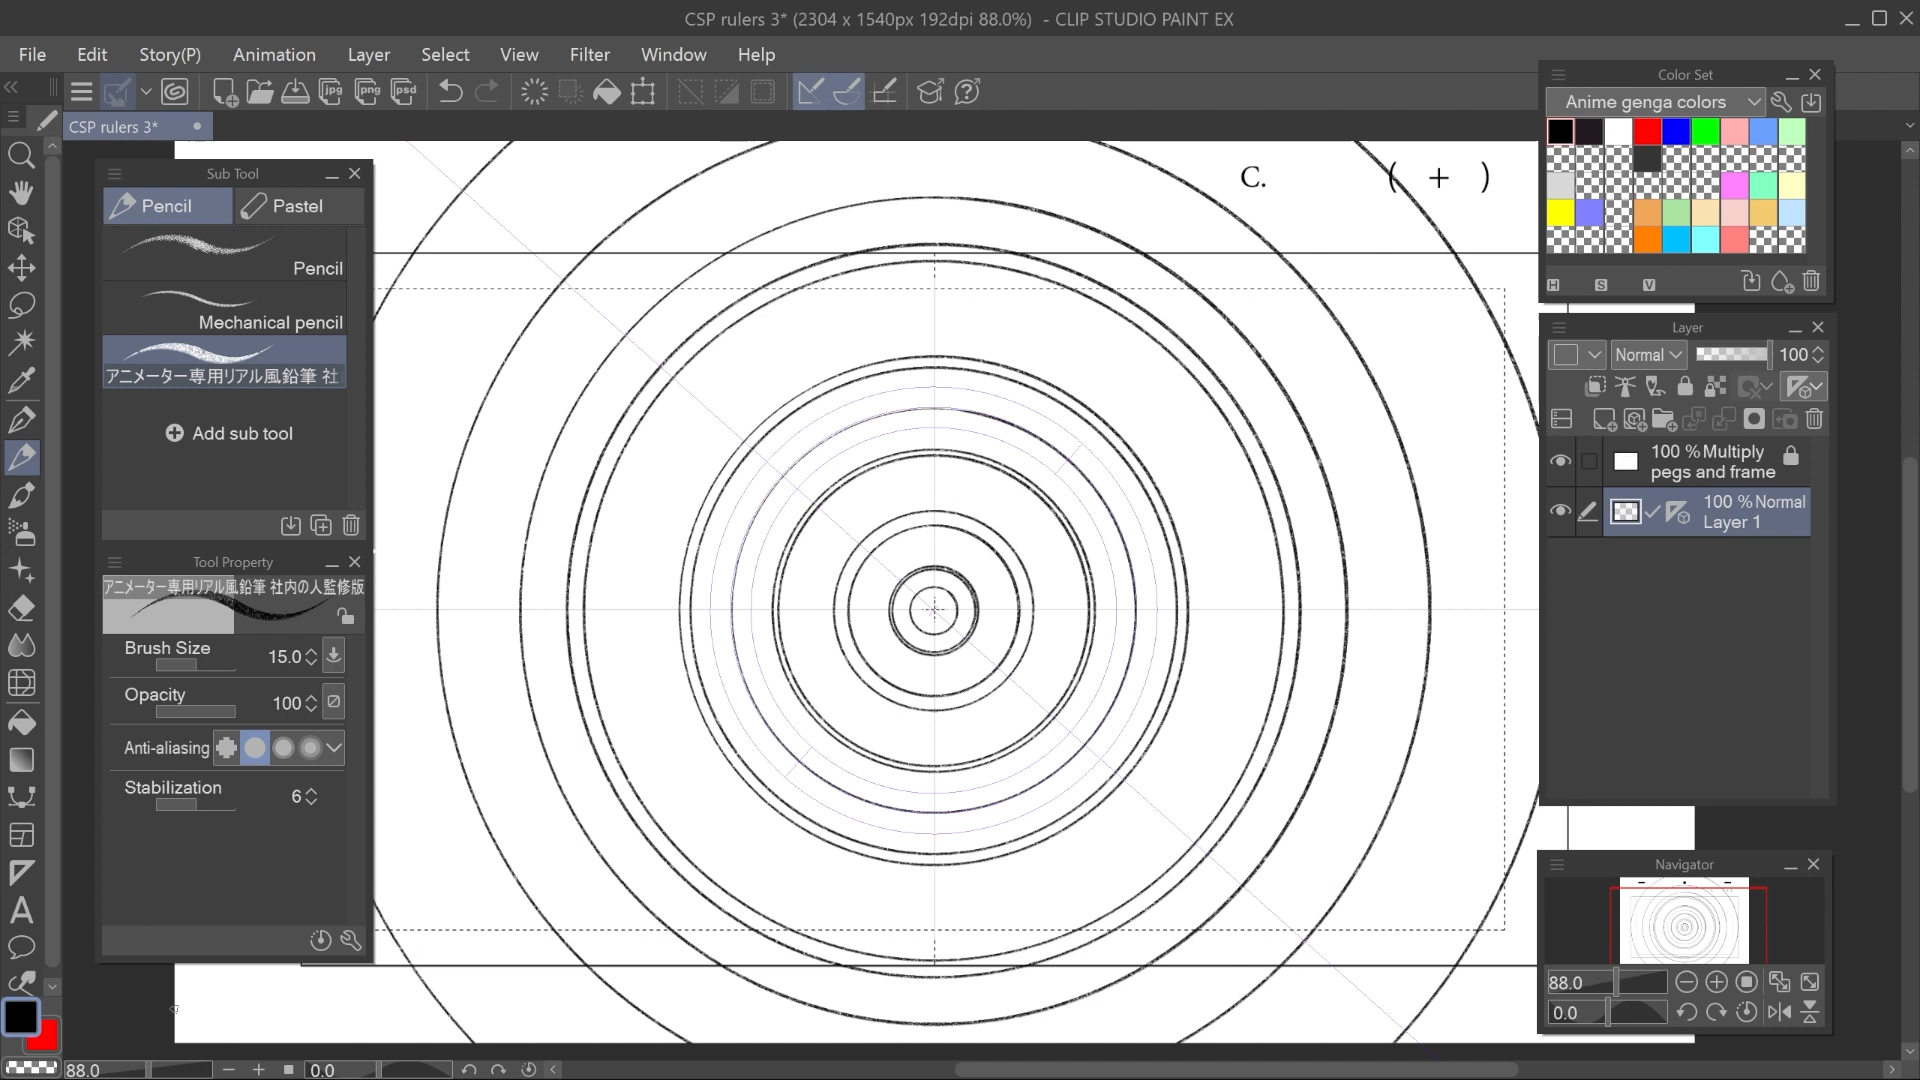 CSP rulers 3* (2304 x 1540px 192dpi 88.0%) - CLIP STUDIO PAINT EX
File Edit Story(P) Animation Layer Select View Filter Window Help
jpg png psd
CSP rulers 3*
Sub Tool
Pencil Pastel
Pencil
Mechanical pencil
アニメーター専用リアル風鉛筆 社
Add sub tool
Tool Property
アニメーター専用リアル風鉛筆 社内の人監修版
Brush Size 15.0
Opacity 100
Anti-aliasing
Stabilization 6
C. ( + )
Color Set
Anime genga colors
H S V
Layer
Normal 100
100 % Multiply
pegs and frame
100 % Normal
Layer 1
Navigator
88.0
0.0
88.0 0.0